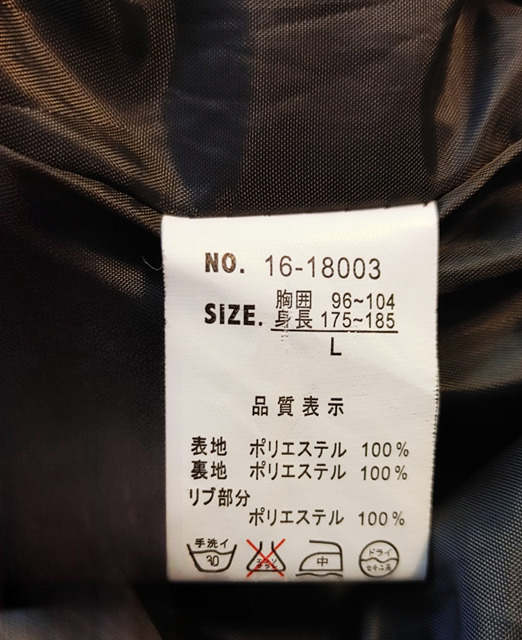 NO. 16-18003
SIZE. 胸囲 96~104
身長 175~185
L
品質表示
表地 ポリエステル 100%
裏地 ポリエステル 100%
リブ部分
ポリエステル 100%
手洗イ 30 中 ドライ